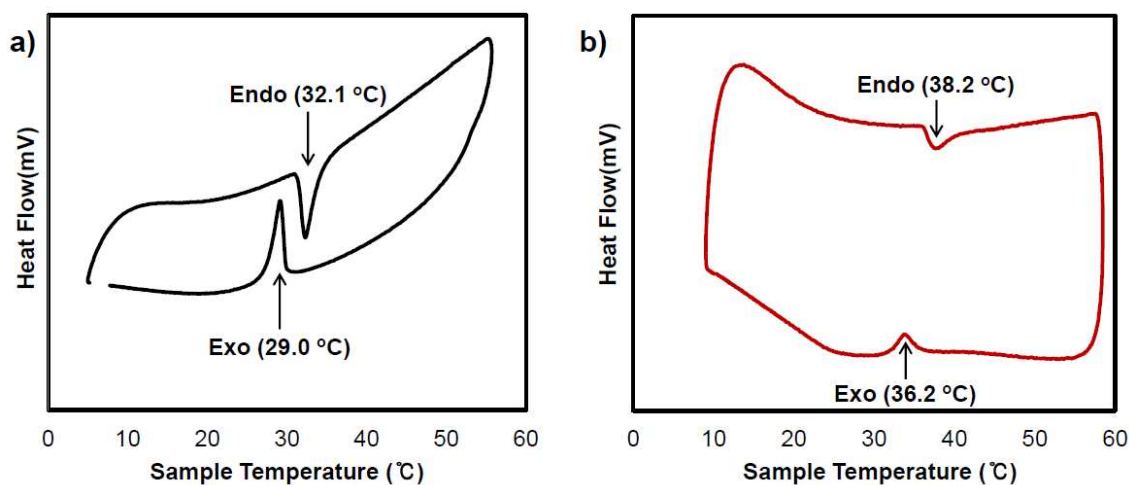 a)
Endo (32.1 °C)
Exo (29.0 °C)
Heat Flow(mV)
0 10 20 30 40 50 60
Sample Temperature (℃)
b)
Endo (38.2 °C)
Exo (36.2 °C)
Heat Flow(mV)
0 10 20 30 40 50 60
Sample Temperature (℃)